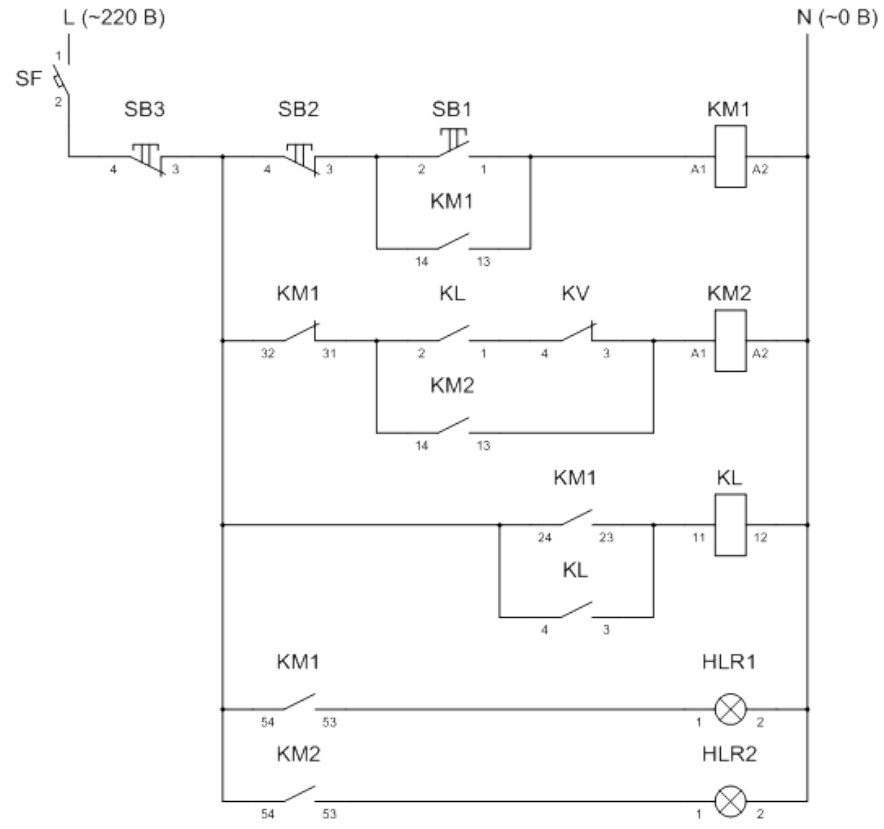 L (~220 В) N (~0 В)
1
SF
2
SB3 SB2 SB1 KM1
4 3 4 3 2 1 A1 A2
KM1
14 13
KM1 KL KV KM2
32 31 2 1 4 3 A1 A2
KM2
14 13
KM1 KL
24 23 11 12
KL
4 3
KM1 HLR1
54 53 1 2
KM2 HLR2
54 53 1 2